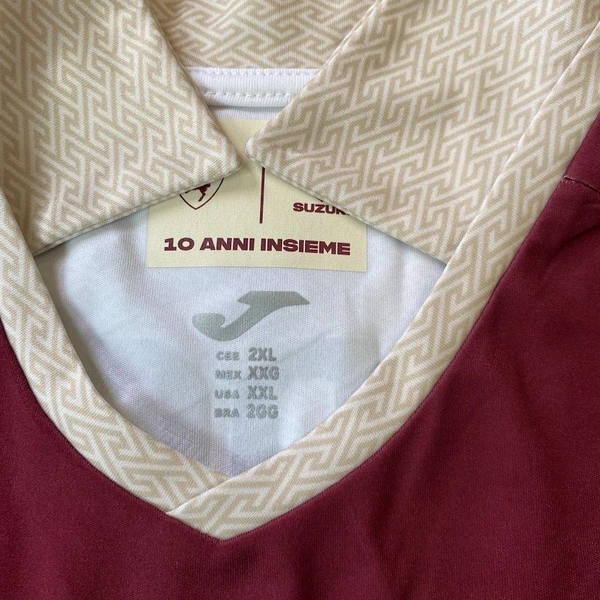 SUZUK
10 ANNI INSIEME
CEE 2XL
MEX XXG
USA XXL
BRA 2GG